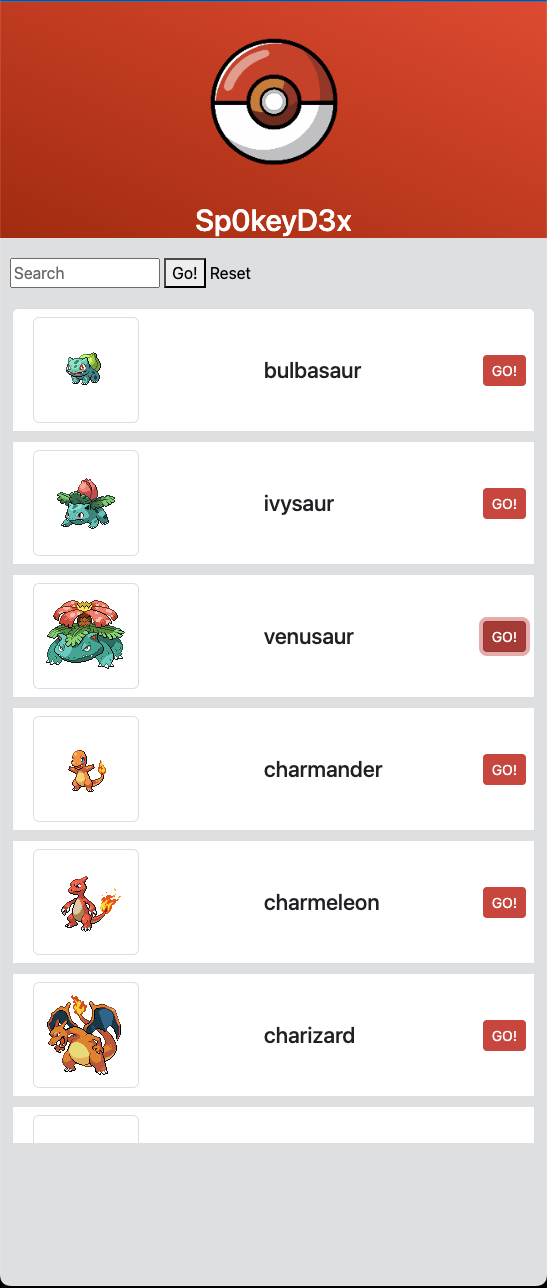 Sp0keyD3x
Search Go! Reset
bulbasaur GO!
ivysaur GO!
venusaur GO!
charmander GO!
charmeleon GO!
charizard GO!